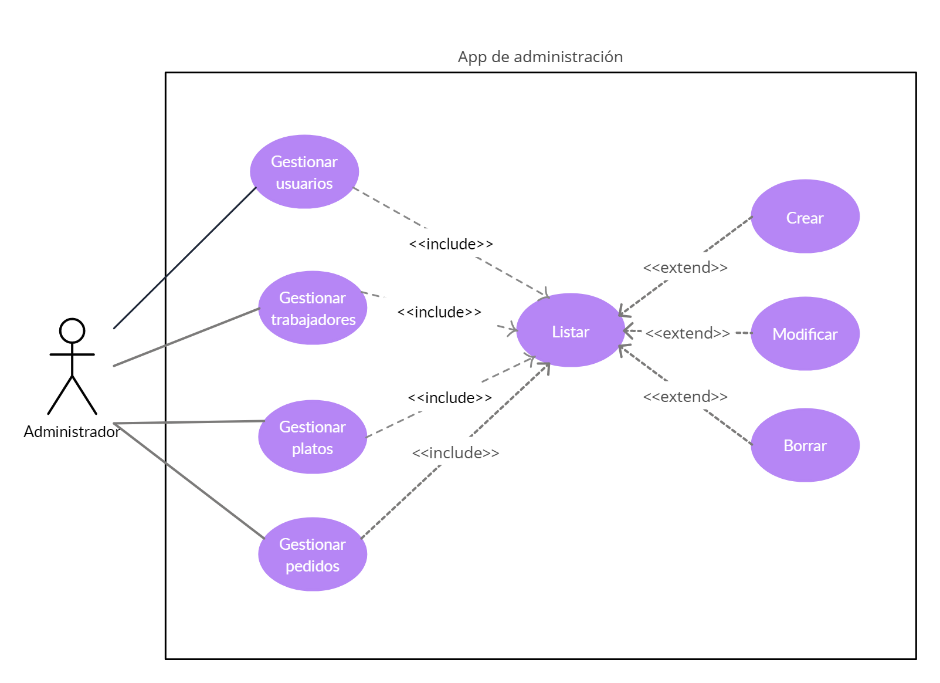 App de administración
Gestionar
usuarios
<<include>>
Crear
<<extend>>
Gestionar
trabajadores
<<include>>
Listar
<<extend>>
Modificar
Administrador
Gestionar
platos
<<include>>
<<extend>>
Borrar
<<include>>
Gestionar
pedidos